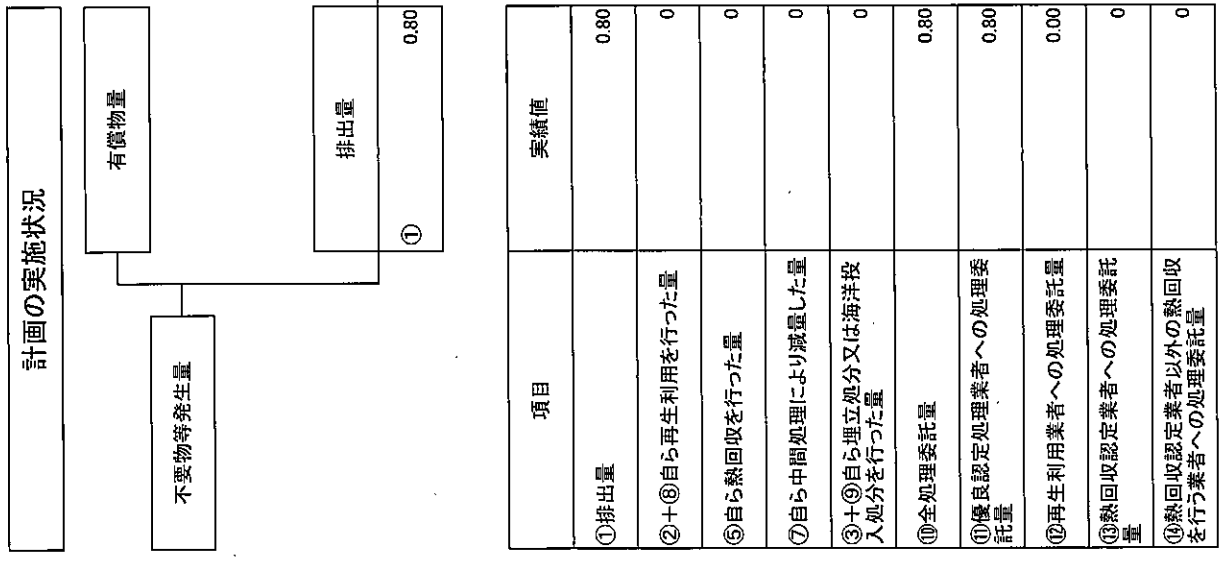 計画の実施状況
不要物等発生量
有償物量
排出量
① 0.80
項目 実績値
①排出量 0.80
②+⑧自ら再生利用を行った量 0
⑤自ら熱回収を行った量 0
⑦自ら中間処理により減量した量 0
③+⑨自ら埋立処分又は海洋投
入処分を行った量 0
⑩全処理委託量 0.80
⑪優良認定処理業者への処理委
託量 0.80
⑫再生利用業者への処理委託量 0.00
⑬熱回収認定業者への処理委託
量 0
⑭熱回収認定業者以外の熱回収
を行う業者への処理委託量 0